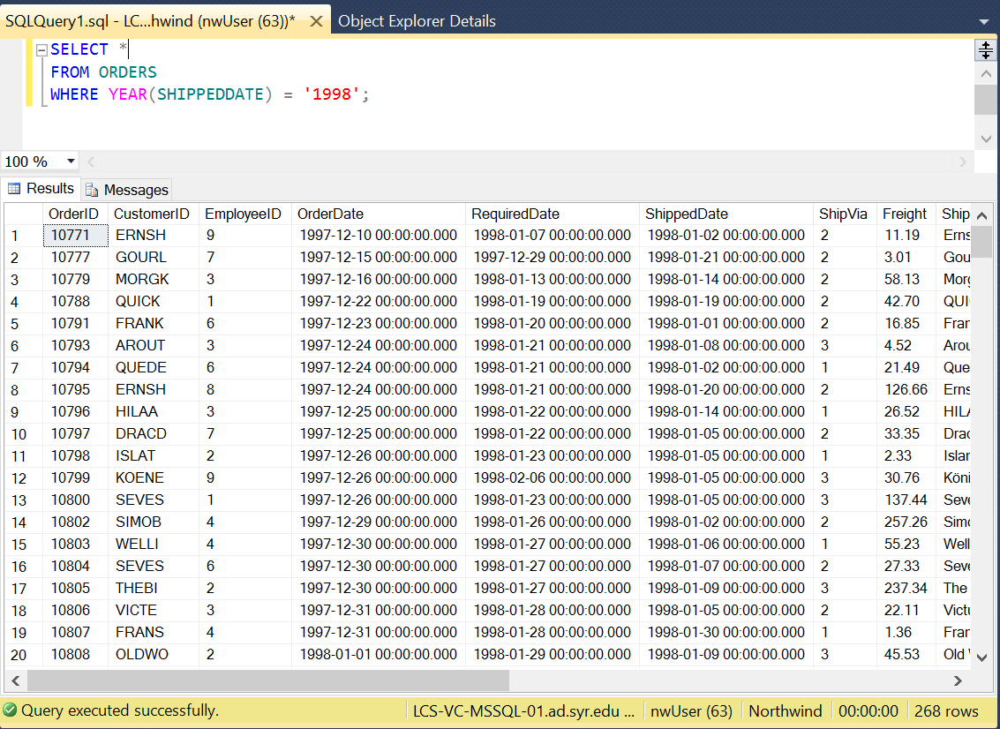 SQLQuery1.sql - LC...hwind (nwUser (63))* Object Explorer Details
SELECT *
FROM ORDERS
WHERE YEAR(SHIPPEDDATE) = '1998';
100 %
Results Messages
OrderID CustomerID EmployeeID OrderDate RequiredDate ShippedDate ShipVia Freight Ship
1 10771 ERNSH 9 1997-12-10 00:00:00.000 1998-01-07 00:00:00.000 1998-01-02 00:00:00.000 2 11.19 Erns
2 10777 GOURL 7 1997-12-15 00:00:00.000 1997-12-29 00:00:00.000 1998-01-21 00:00:00.000 2 3.01 Gou
3 10779 MORGK 3 1997-12-16 00:00:00.000 1998-01-13 00:00:00.000 1998-01-14 00:00:00.000 2 58.13 Morg
4 10788 QUICK 1 1997-12-22 00:00:00.000 1998-01-19 00:00:00.000 1998-01-19 00:00:00.000 2 42.70 QUI
5 10791 FRANK 6 1997-12-23 00:00:00.000 1998-01-20 00:00:00.000 1998-01-01 00:00:00.000 2 16.85 Fran
6 10793 AROUT 3 1997-12-24 00:00:00.000 1998-01-21 00:00:00.000 1998-01-08 00:00:00.000 3 4.52 Arou
7 10794 QUEDE 6 1997-12-24 00:00:00.000 1998-01-21 00:00:00.000 1998-01-02 00:00:00.000 1 21.49 Que
8 10795 ERNSH 8 1997-12-24 00:00:00.000 1998-01-21 00:00:00.000 1998-01-20 00:00:00.000 2 126.66 Erns
9 10796 HILAA 3 1997-12-25 00:00:00.000 1998-01-22 00:00:00.000 1998-01-14 00:00:00.000 1 26.52 HILA
10 10797 DRACD 7 1997-12-25 00:00:00.000 1998-01-22 00:00:00.000 1998-01-05 00:00:00.000 2 33.35 Drac
11 10798 ISLAT 2 1997-12-26 00:00:00.000 1998-01-23 00:00:00.000 1998-01-05 00:00:00.000 1 2.33 Islan
12 10799 KOENE 9 1997-12-26 00:00:00.000 1998-02-06 00:00:00.000 1998-01-05 00:00:00.000 3 30.76 Köni
13 10800 SEVES 1 1997-12-26 00:00:00.000 1998-01-23 00:00:00.000 1998-01-05 00:00:00.000 3 137.44 Seve
14 10802 SIMOB 4 1997-12-29 00:00:00.000 1998-01-26 00:00:00.000 1998-01-02 00:00:00.000 2 257.26 Simo
15 10803 WELLI 4 1997-12-30 00:00:00.000 1998-01-27 00:00:00.000 1998-01-06 00:00:00.000 1 55.23 Well
16 10804 SEVES 6 1997-12-30 00:00:00.000 1998-01-27 00:00:00.000 1998-01-07 00:00:00.000 2 27.33 Seve
17 10805 THEBI 2 1997-12-30 00:00:00.000 1998-01-27 00:00:00.000 1998-01-09 00:00:00.000 3 237.34 The
18 10806 VICTE 3 1997-12-31 00:00:00.000 1998-01-28 00:00:00.000 1998-01-05 00:00:00.000 2 22.11 Victu
19 10807 FRANS 4 1997-12-31 00:00:00.000 1998-01-28 00:00:00.000 1998-01-30 00:00:00.000 1 1.36 Fran
20 10808 OLDWO 2 1998-01-01 00:00:00.000 1998-01-29 00:00:00.000 1998-01-09 00:00:00.000 3 45.53 Old
Query executed successfully. LCS-VC-MSSQL-01.ad.syr.edu ... nwUser (63) Northwind 00:00:00 268 rows